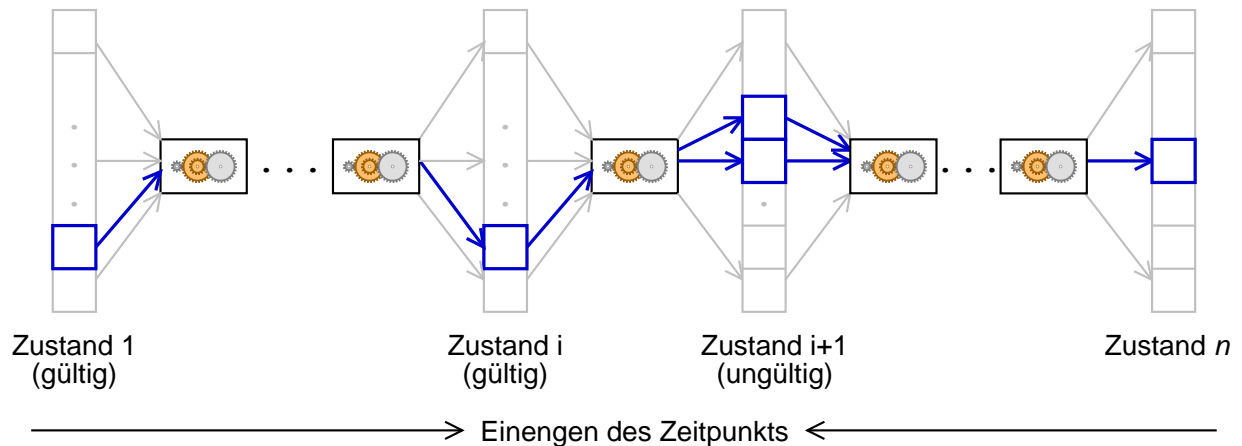 Zustand 1
(gültig)
Zustand i
(gültig)
Zustand i+1
(ungültig)
Zustand n
Einengen des Zeitpunkts